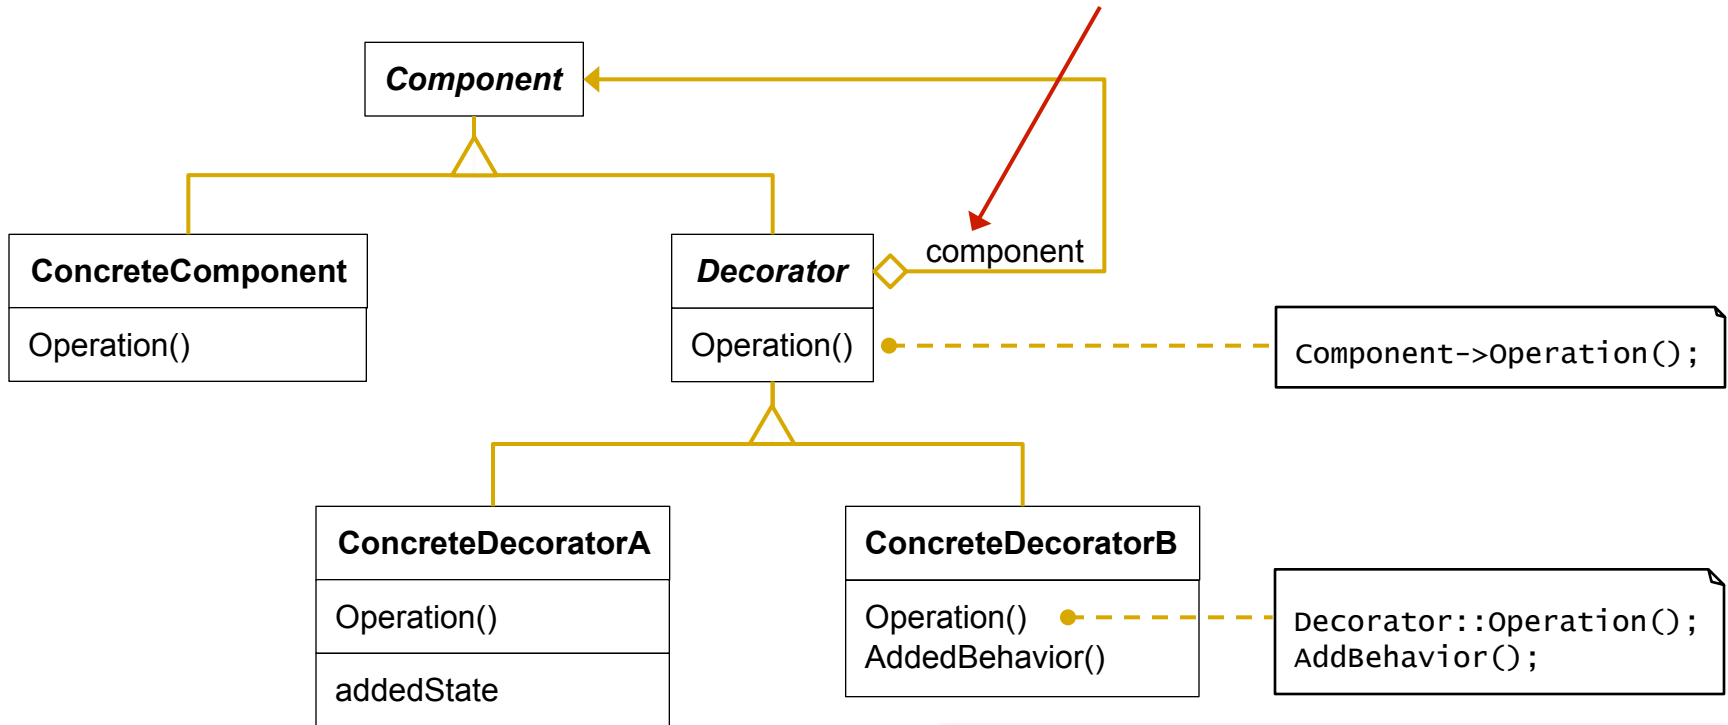 Component
component
ConcreteComponent
Decorator
Operation()
Operation()
Component->Operation();
ConcreteDecoratorA
ConcreteDecoratorB
Operation()
Operation()
AddedBehavior()
Decorator::Operation();
AddBehavior();
addedState